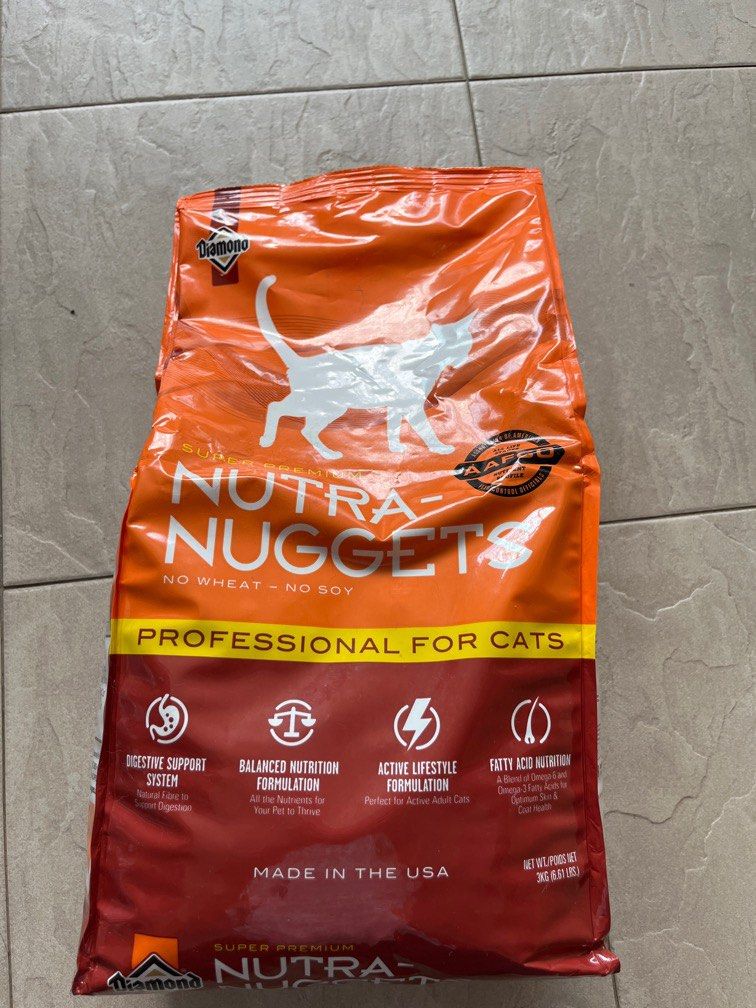 Diamond
SUPER PREMIUM
NUTRA-
NUGGETS
NO WHEAT – NO SOY
AAFCO
PROFESSIONAL FOR CATS
DIGESTIVE SUPPORT
SYSTEM
Natural Fibre to
Support Digestion
BALANCED NUTRITION
FORMULATION
All the Nutrients for
Your Pet to Thrive
ACTIVE LIFESTYLE
FORMULATION
Perfect for Active Adult Cats
FATTY ACID NUTRITION
A Blend of Omega-6 and
Omega-3 Fatty Acids for
Optimum Skin &
Coat Health
MADE IN THE USA
NET WT./POIDS NET
3KG (6.61 LBS.)
Diamond
SUPER PREMIUM
NUTRA-
NUGGETS